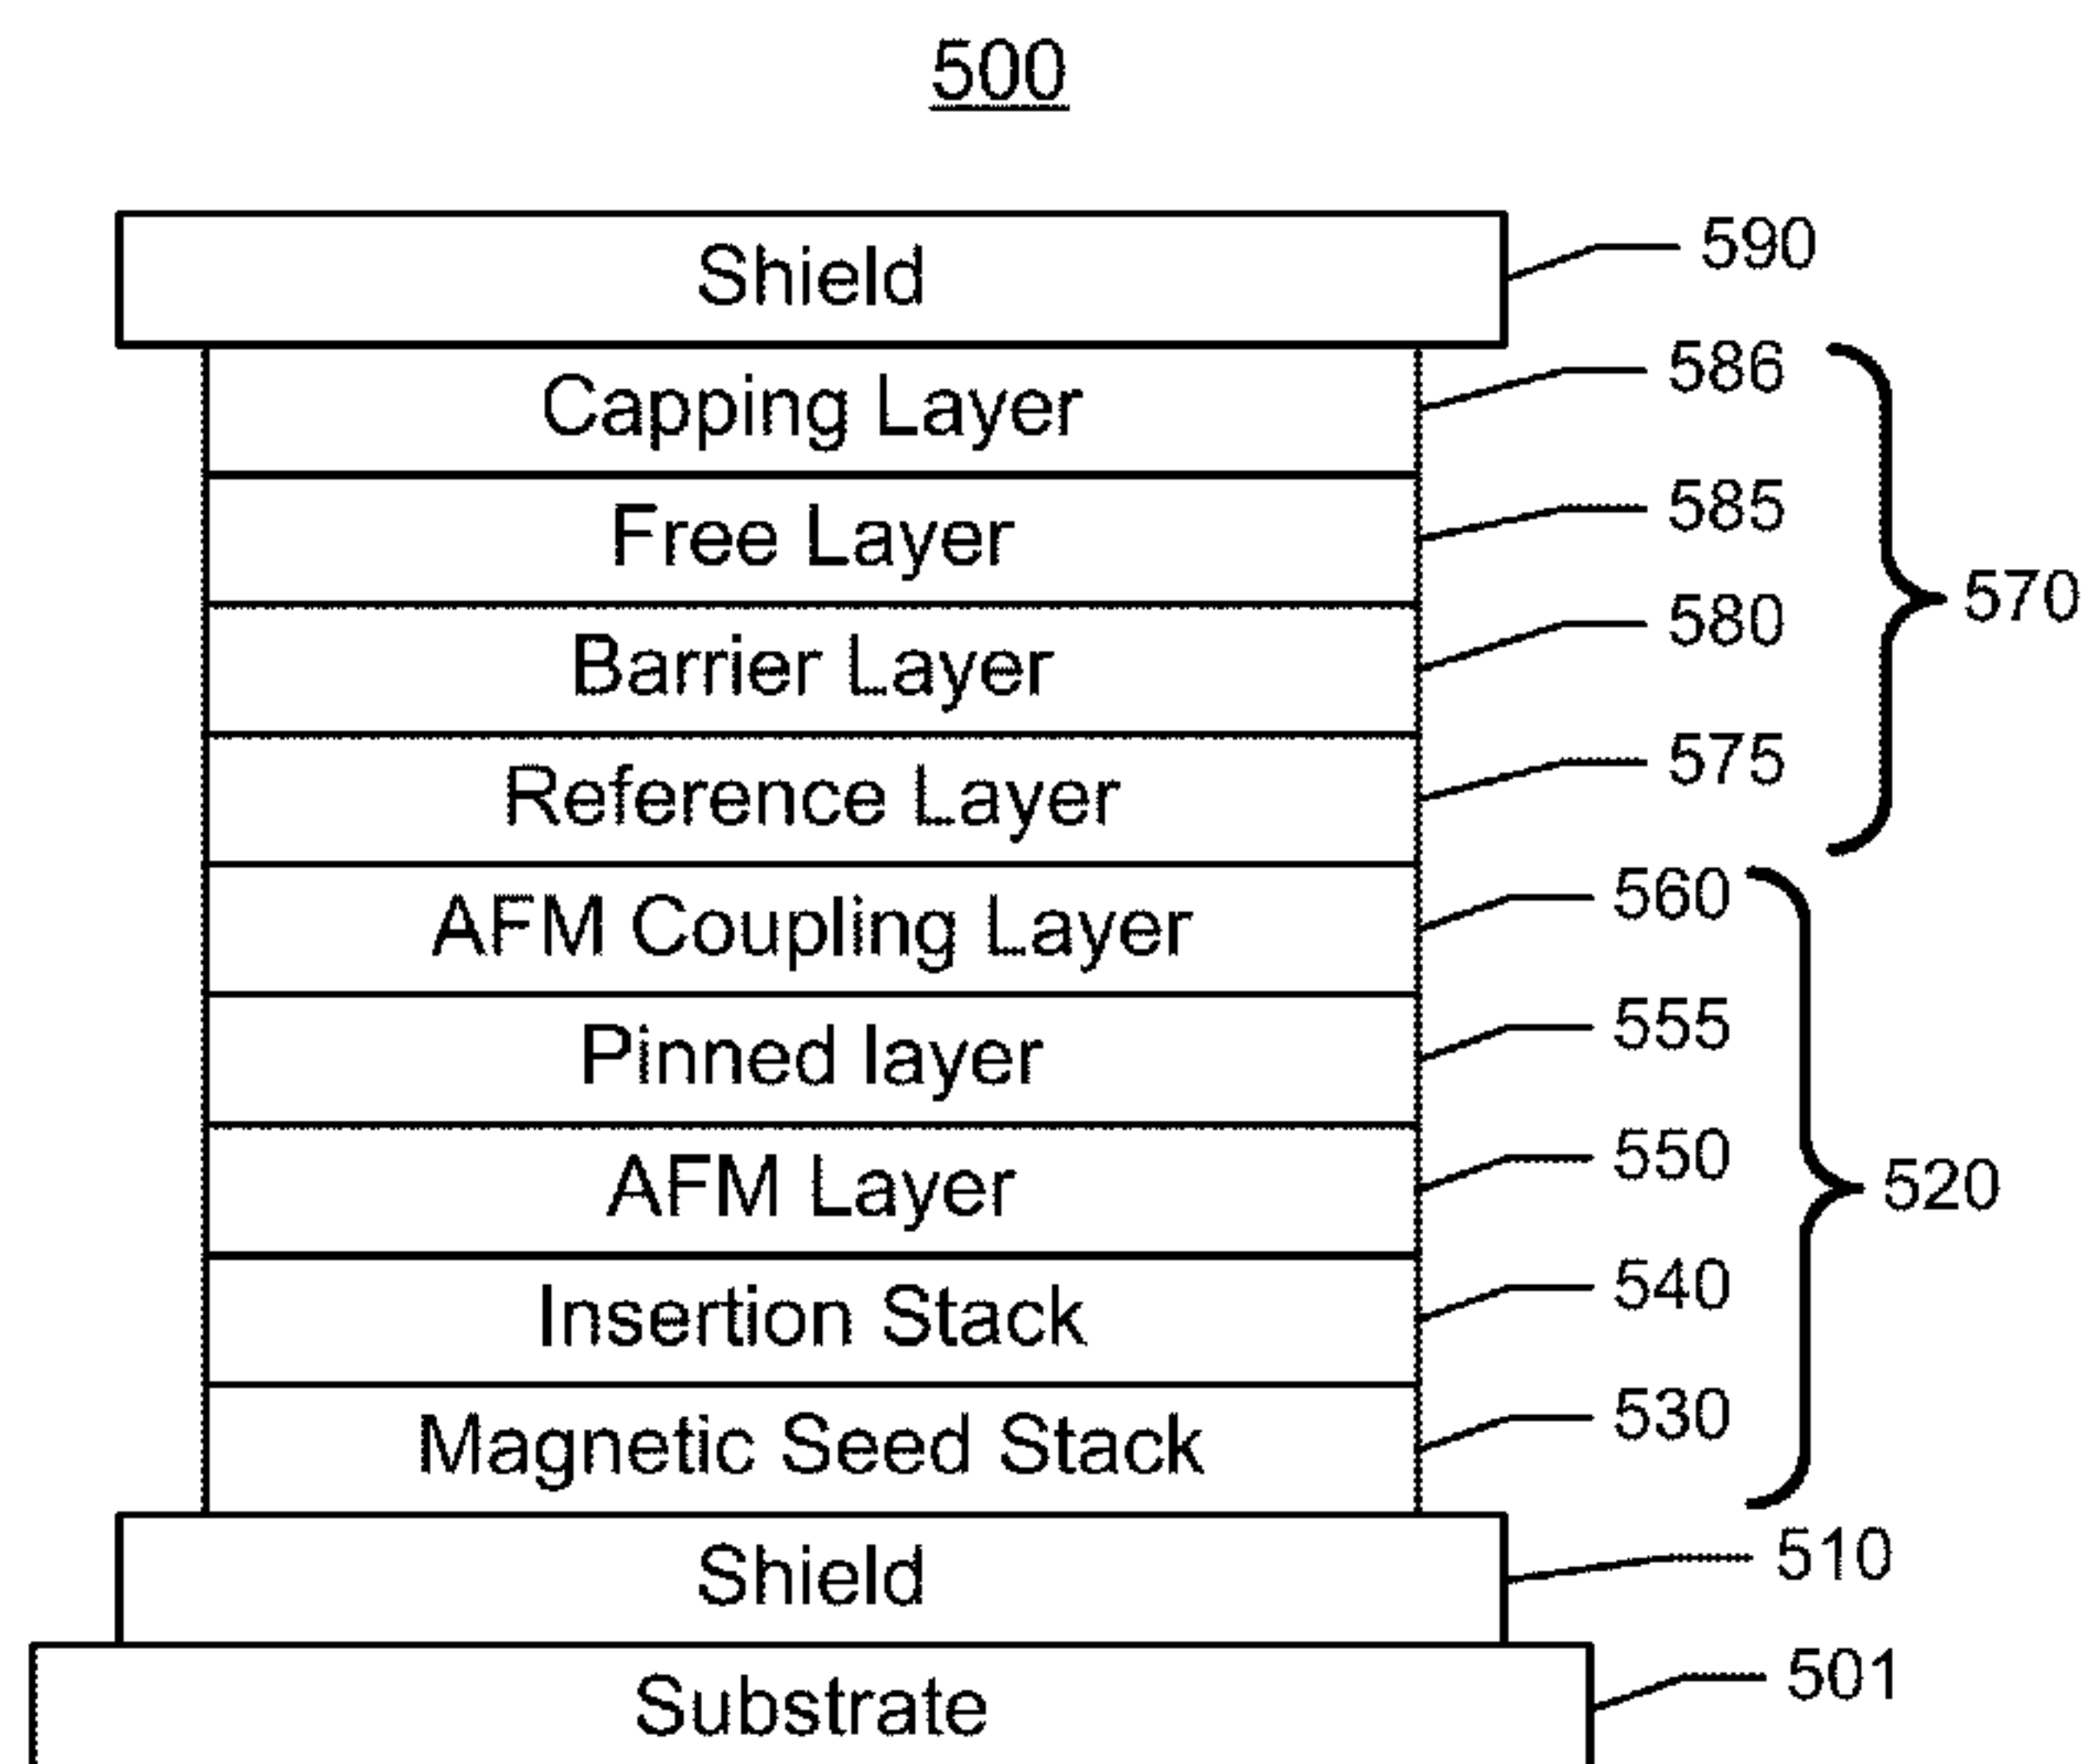 500
Shield 590
Capping Layer 586
Free Layer 585
570
Barrier Layer 580
Reference Layer 575
AFM Coupling Layer 560
Pinned layer 555
AFM Layer 550
520
Insertion Stack 540
Magnetic Seed Stack 530
Shield 510
Substrate 501